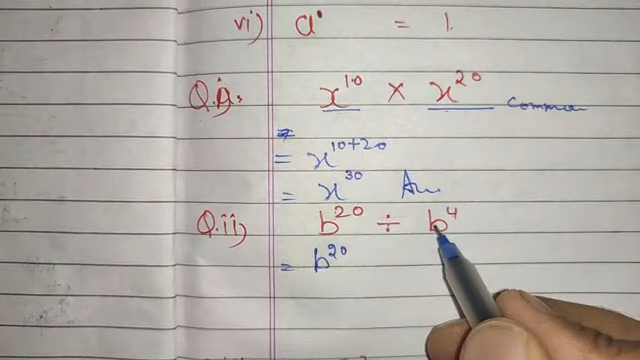 vi) a⁰ = 1.
Q.i) x¹⁰ × x²⁰ common
= x¹⁰⁺²⁰
= x³⁰ Ans
Q.ii) b²⁰ ÷ b⁴
= b²⁰